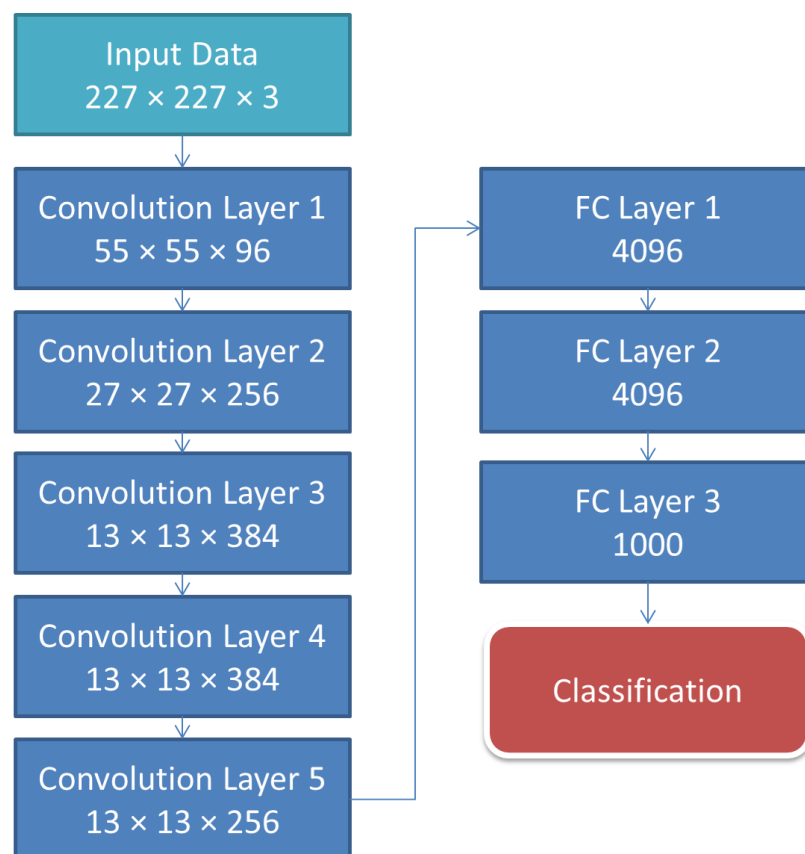 Input Data
227 × 227 × 3
Convolution Layer 1
55 × 55 × 96
Convolution Layer 2
27 × 27 × 256
Convolution Layer 3
13 × 13 × 384
Convolution Layer 4
13 × 13 × 384
Convolution Layer 5
13 × 13 × 256
FC Layer 1
4096
FC Layer 2
4096
FC Layer 3
1000
Classification